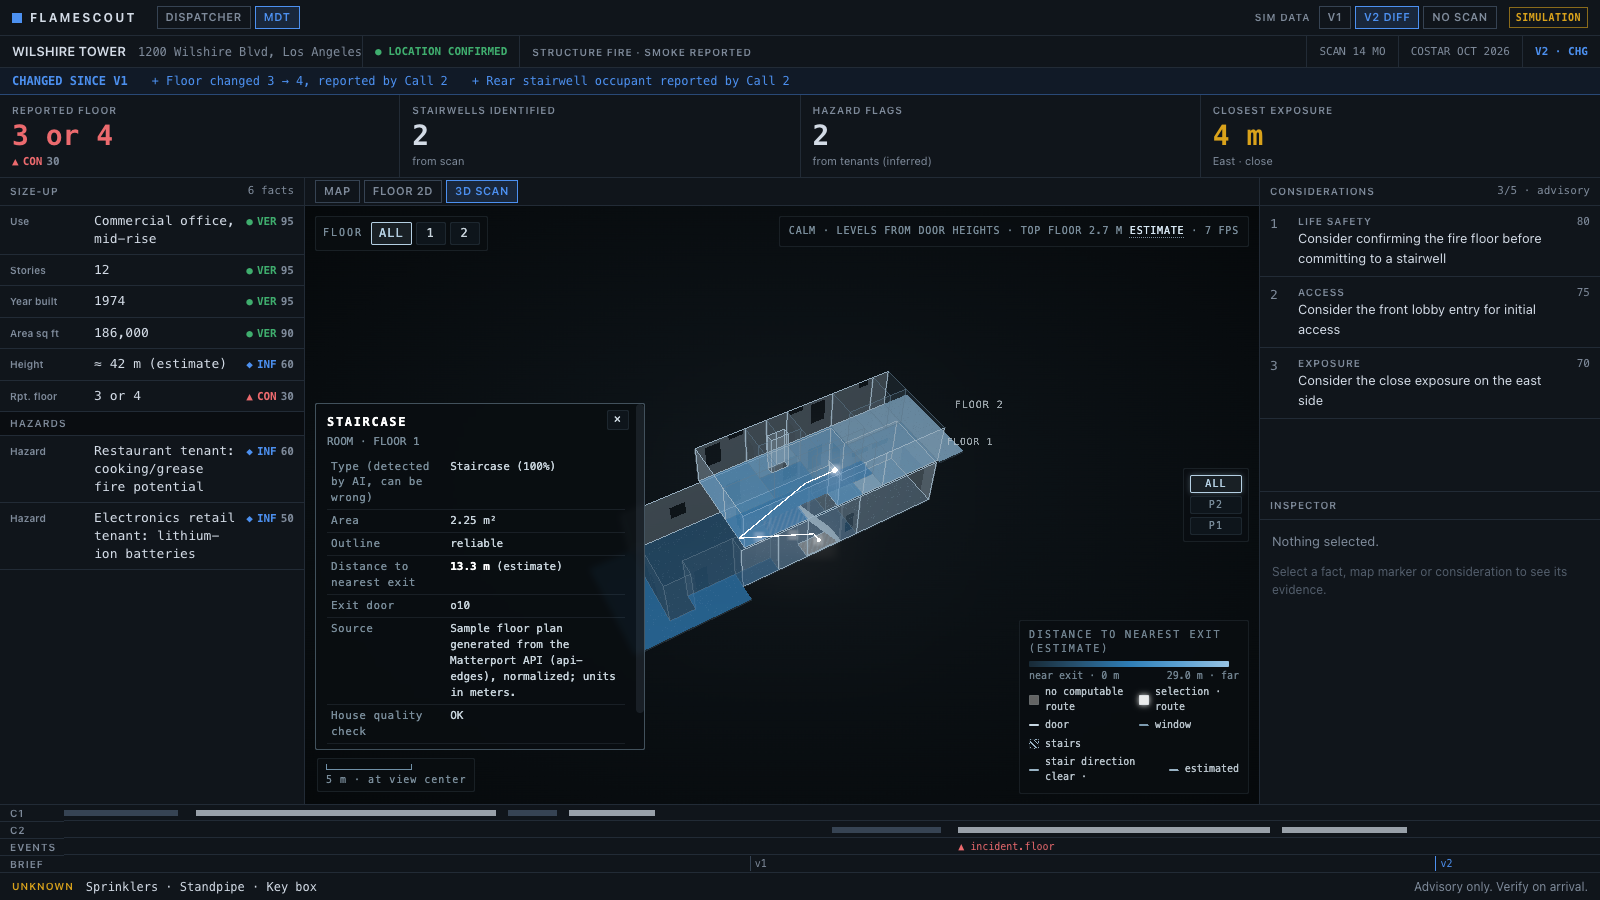 FLAMESCOUT DISPATCHER MDT SIM DATA V1 V2 DIFF NO SCAN SIMULATION
WILSHIRE TOWER 1200 Wilshire Blvd, Los Angeles ● LOCATION CONFIRMED STRUCTURE FIRE · SMOKE REPORTED SCAN 14 MO COSTAR OCT 2026 V2 · CHG
CHANGED SINCE V1 + Floor changed 3 → 4, reported by Call 2 + Rear stairwell occupant reported by Call 2
REPORTED FLOOR
3 or 4
▲ CON 30
STAIRWELLS IDENTIFIED
2
from scan
HAZARD FLAGS
2
from tenants (inferred)
CLOSEST EXPOSURE
4 m
East · close
SIZE-UP 6 facts
Use Commercial office, ● VER 95
mid-rise
Stories 12 ● VER 95
Year built 1974 ● VER 95
Area sq ft 186,000 ● VER 90
Height ≈ 42 m (estimate) ◆ INF 60
Rpt. floor 3 or 4 ▲ CON 30
HAZARDS
Hazard Restaurant tenant: ◆ INF 60
cooking/grease
fire potential
Hazard Electronics retail ◆ INF 50
tenant: lithium-
ion batteries
MAP FLOOR 2D 3D SCAN
FLOOR ALL 1 2
CALM · LEVELS FROM DOOR HEIGHTS · TOP FLOOR 2.7 M ESTIMATE · 7 FPS
FLOOR 2
FLOOR 1
STAIRCASE ×
ROOM · FLOOR 1
Type (detected Staircase (100%)
by AI, can be
wrong)
Area 2.25 m²
Outline reliable
Distance to 13.3 m (estimate)
nearest exit
Exit door o10
Source Sample floor plan
generated from the
Matterport API (api-
edges), normalized; units
in meters.
House quality OK
check
5 m · at view center
ALL
P2
P1
DISTANCE TO NEAREST EXIT
(ESTIMATE)
near exit · 0 m 29.0 m · far
no computable selection ·
route route
door window
stairs
stair direction estimated
clear ·
CONSIDERATIONS 3/5 · advisory
1 LIFE SAFETY 80
Consider confirming the fire floor before
committing to a stairwell
2 ACCESS 75
Consider the front lobby entry for initial
access
3 EXPOSURE 70
Consider the close exposure on the east
side
INSPECTOR
Nothing selected.
Select a fact, map marker or consideration to see its
evidence.
C1
C2
EVENTS ▲ incident.floor
BRIEF v1 v2
UNKNOWN Sprinklers · Standpipe · Key box Advisory only. Verify on arrival.